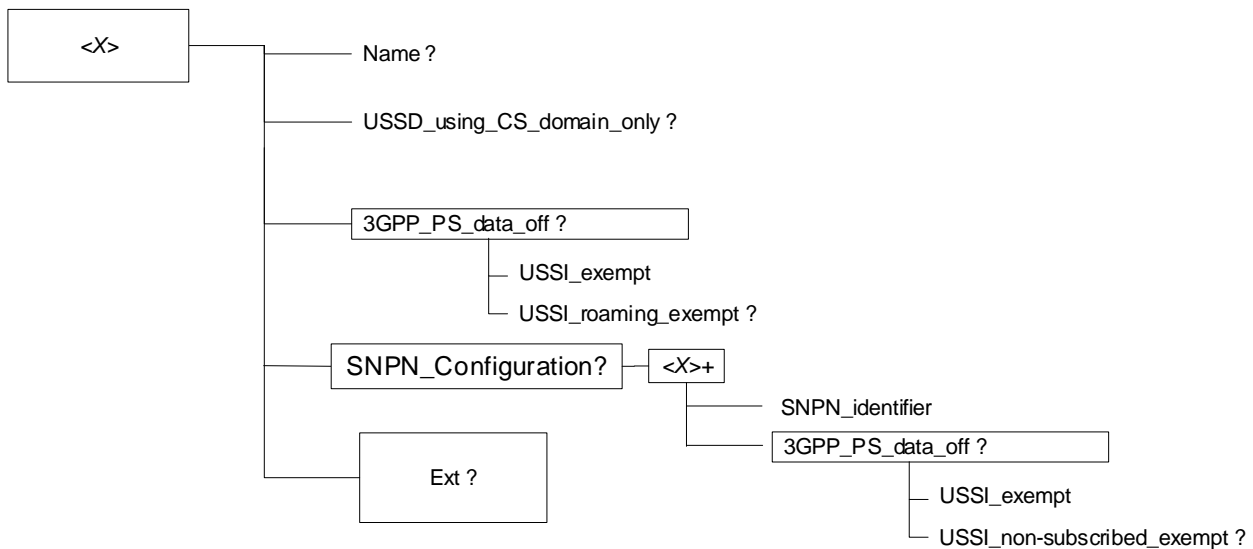 <X>
Name ?
USSD_using_CS_domain_only ?
3GPP_PS_data_off ?
USSI_exempt
USSI_roaming_exempt ?
SNPN_Configuration?
<X>+
SNPN_identifier
3GPP_PS_data_off ?
USSI_exempt
USSI_non-subscribed_exempt ?
Ext ?